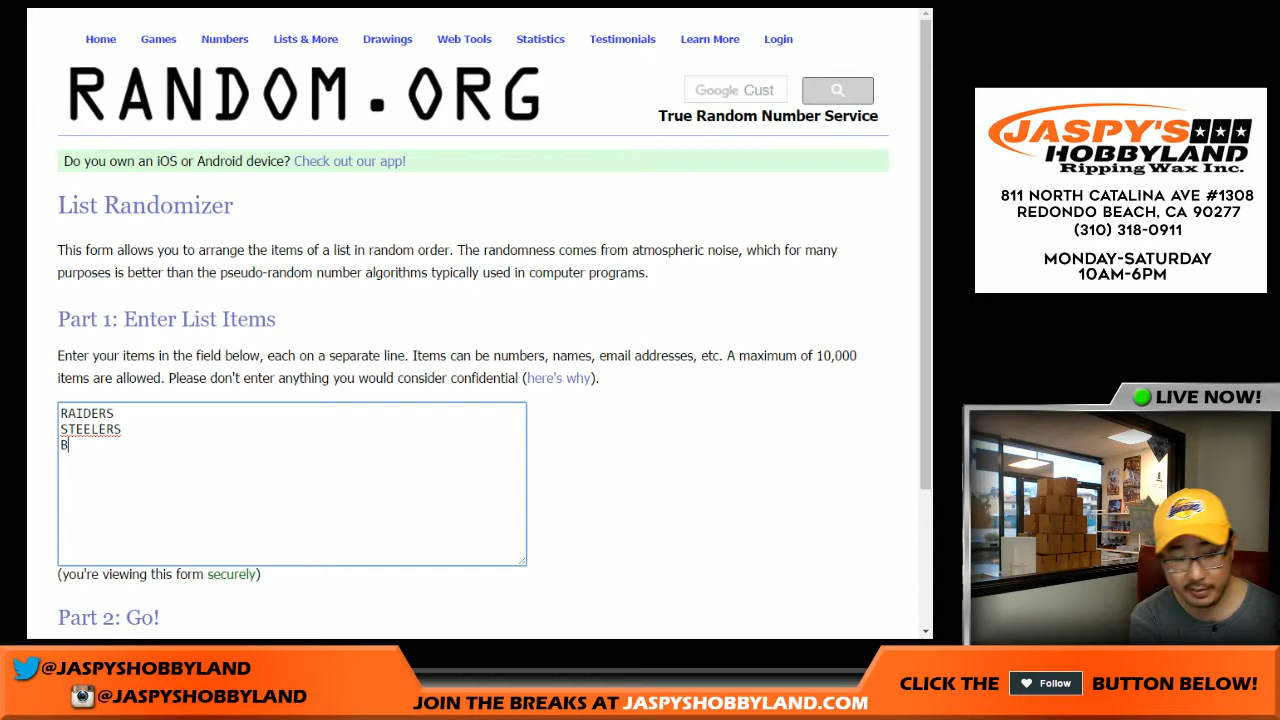 Home Games Numbers Lists & More Drawings Web Tools Statistics Testimonials Learn More Login
RANDOM.ORG
Google Cust
True Random Number Service
Do you own an iOS or Android device? Check out our app!
List Randomizer
This form allows you to arrange the items of a list in random order. The randomness comes from atmospheric noise, which for many
purposes is better than the pseudo-random number algorithms typically used in computer programs.
Part 1: Enter List Items
Enter your items in the field below, each on a separate line. Items can be numbers, names, email addresses, etc. A maximum of 10,000
items are allowed. Please don't enter anything you would consider confidential (here's why).
RAIDERS
STEELERS
B
(you're viewing this form securely)
Part 2: Go!
JASPY'S
HOBBYLAND
Ripping Wax Inc.
811 NORTH CATALINA AVE #1308
REDONDO BEACH, CA 90277
(310) 318-0911
MONDAY-SATURDAY
10AM-6PM
LIVE NOW!
@JASPYSHOBBYLAND
@JASPYSHOBBYLAND
JOIN THE BREAKS AT JASPYSHOBBYLAND.COM
CLICK THE Follow BUTTON BELOW!